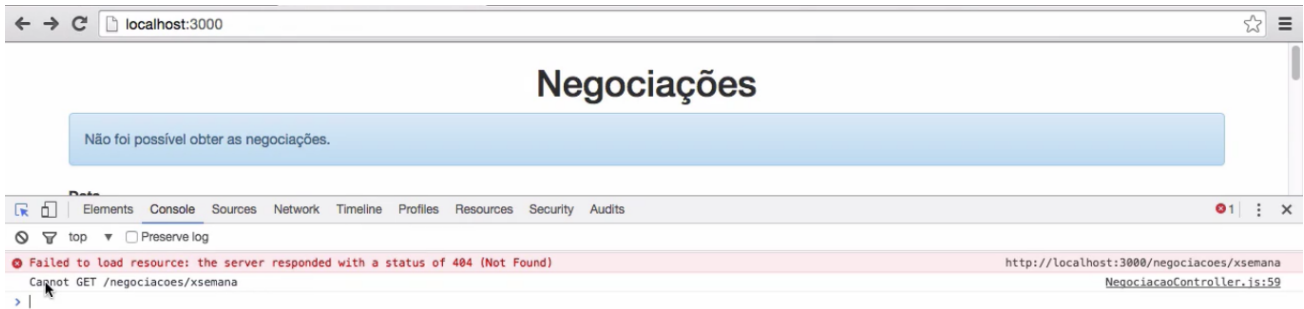 localhost:3000
Negociações
Não foi possível obter as negociações.
Data
Elements Console Sources Network Timeline Profiles Resources Security Audits 1
top Preserve log
Failed to load resource: the server responded with a status of 404 (Not Found) http://localhost:3000/negociacoes/xsemana
Cannot GET /negociacoes/xsemana NegociacaoController.js:59